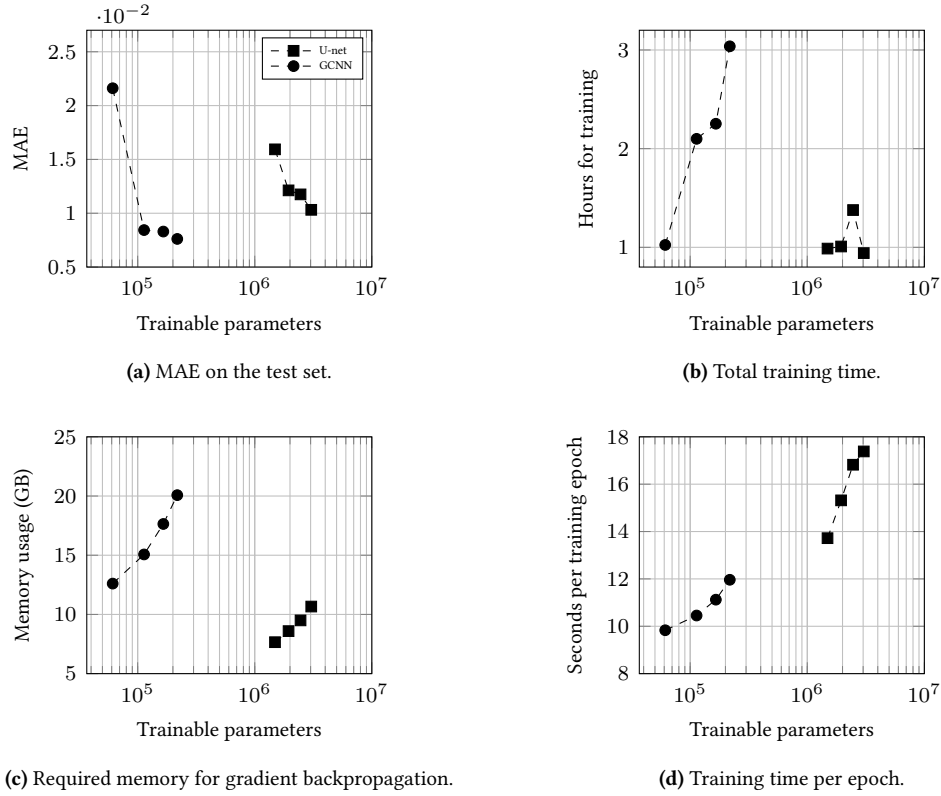 ·10⁻²
2.5
2
1.5
1
0.5
MAE
U-net
GCNN
10⁵
10⁶
10⁷
Trainable parameters
(a) MAE on the test set.
3
2
1
Hours for training
10⁵
10⁶
10⁷
Trainable parameters
(b) Total training time.
25
20
15
10
5
Memory usage (GB)
10⁵
10⁶
10⁷
Trainable parameters
(c) Required memory for gradient backpropagation.
18
16
14
12
10
8
Seconds per training epoch
10⁵
10⁶
10⁷
Trainable parameters
(d) Training time per epoch.